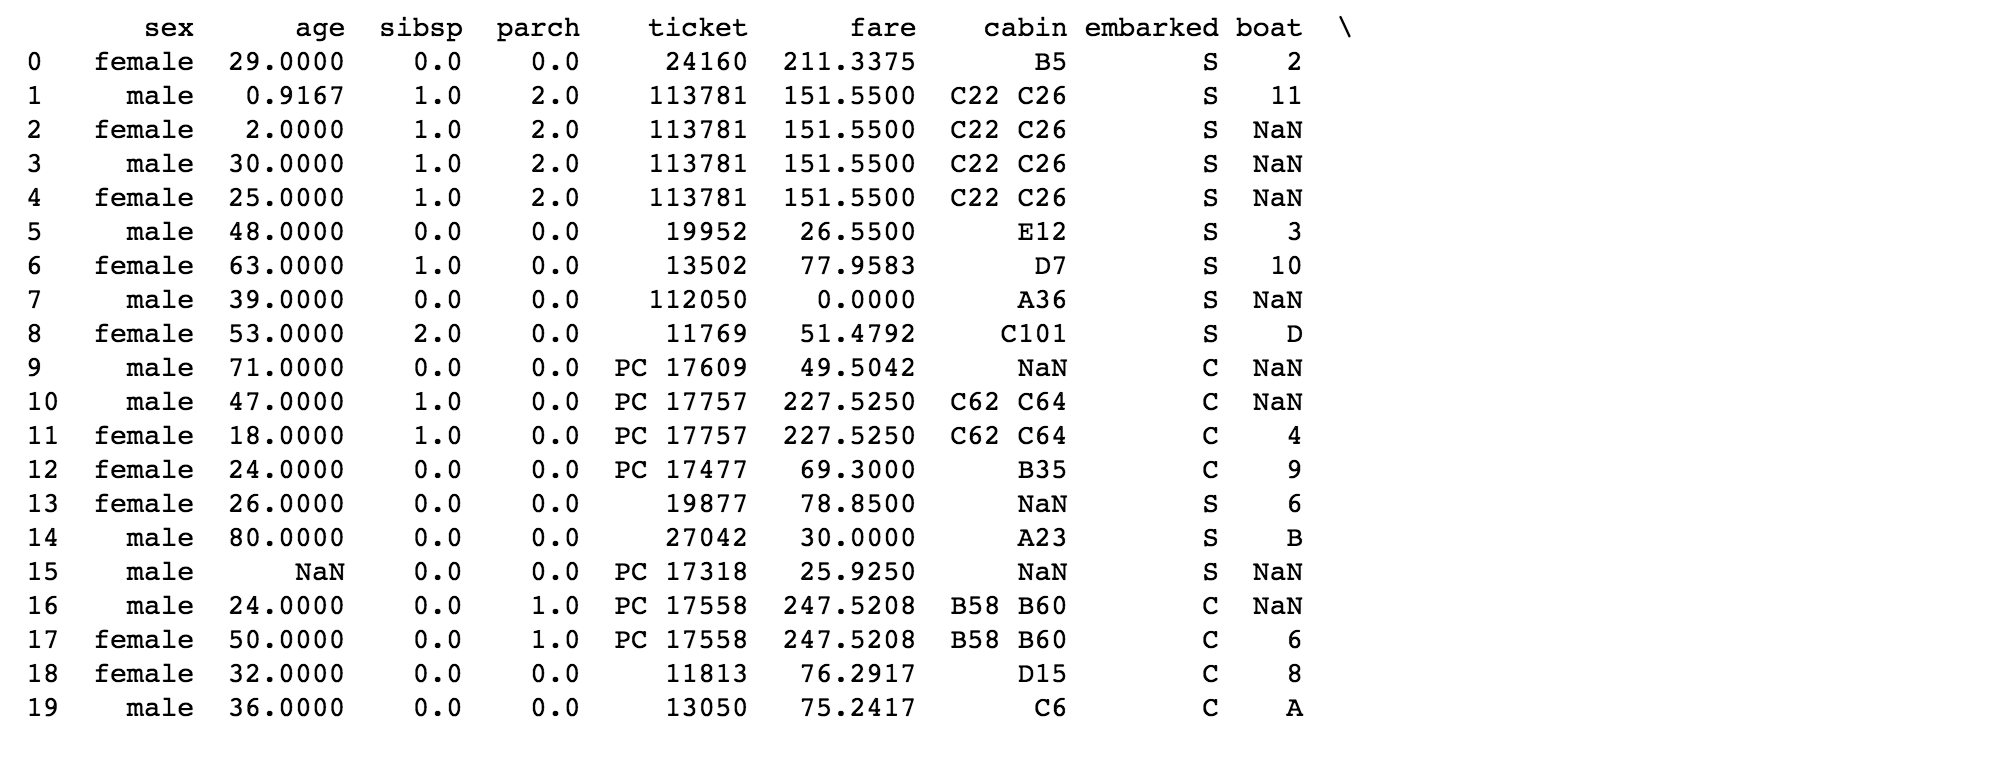 sex age sibsp parch ticket fare cabin embarked boat \
0 female 29.0000 0.0 0.0 24160 211.3375 B5 S 2
1 male 0.9167 1.0 2.0 113781 151.5500 C22 C26 S 11
2 female 2.0000 1.0 2.0 113781 151.5500 C22 C26 S NaN
3 male 30.0000 1.0 2.0 113781 151.5500 C22 C26 S NaN
4 female 25.0000 1.0 2.0 113781 151.5500 C22 C26 S NaN
5 male 48.0000 0.0 0.0 19952 26.5500 E12 S 3
6 female 63.0000 1.0 0.0 13502 77.9583 D7 S 10
7 male 39.0000 0.0 0.0 112050 0.0000 A36 S NaN
8 female 53.0000 2.0 0.0 11769 51.4792 C101 S D
9 male 71.0000 0.0 0.0 PC 17609 49.5042 NaN C NaN
10 male 47.0000 1.0 0.0 PC 17757 227.5250 C62 C64 C NaN
11 female 18.0000 1.0 0.0 PC 17757 227.5250 C62 C64 C 4
12 female 24.0000 0.0 0.0 PC 17477 69.3000 B35 C 9
13 female 26.0000 0.0 0.0 19877 78.8500 NaN S 6
14 male 80.0000 0.0 0.0 27042 30.0000 A23 S B
15 male NaN 0.0 0.0 PC 17318 25.9250 NaN S NaN
16 male 24.0000 0.0 1.0 PC 17558 247.5208 B58 B60 C NaN
17 female 50.0000 0.0 1.0 PC 17558 247.5208 B58 B60 C 6
18 female 32.0000 0.0 0.0 11813 76.2917 D15 C 8
19 male 36.0000 0.0 0.0 13050 75.2417 C6 C A